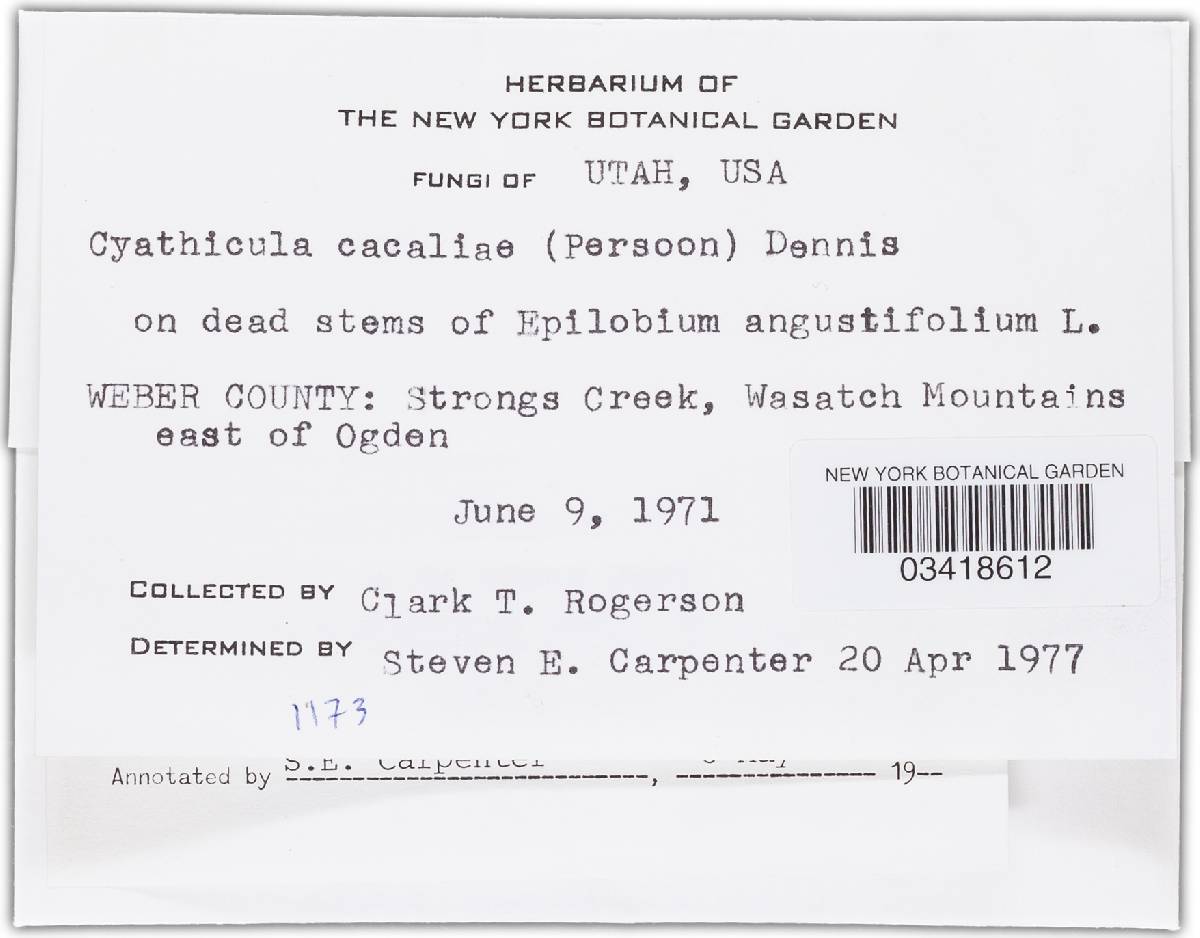 HERBARIUM OF
THE NEW YORK BOTANICAL GARDEN
FUNGI OF UTAH, USA
Cyathicula cacaliae (Persoon) Dennis
on dead stems of Epilobium angustifolium L.
WEBER COUNTY: Strongs Creek, Wasatch Mountains
east of Ogden
NEW YORK BOTANICAL GARDEN
03418612
June 9, 1971
COLLECTED BY Clark T. Rogerson
DETERMINED BY Steven E. Carpenter 20 Apr 1977
1173
Annotated by S.E. Carpenter, 19--